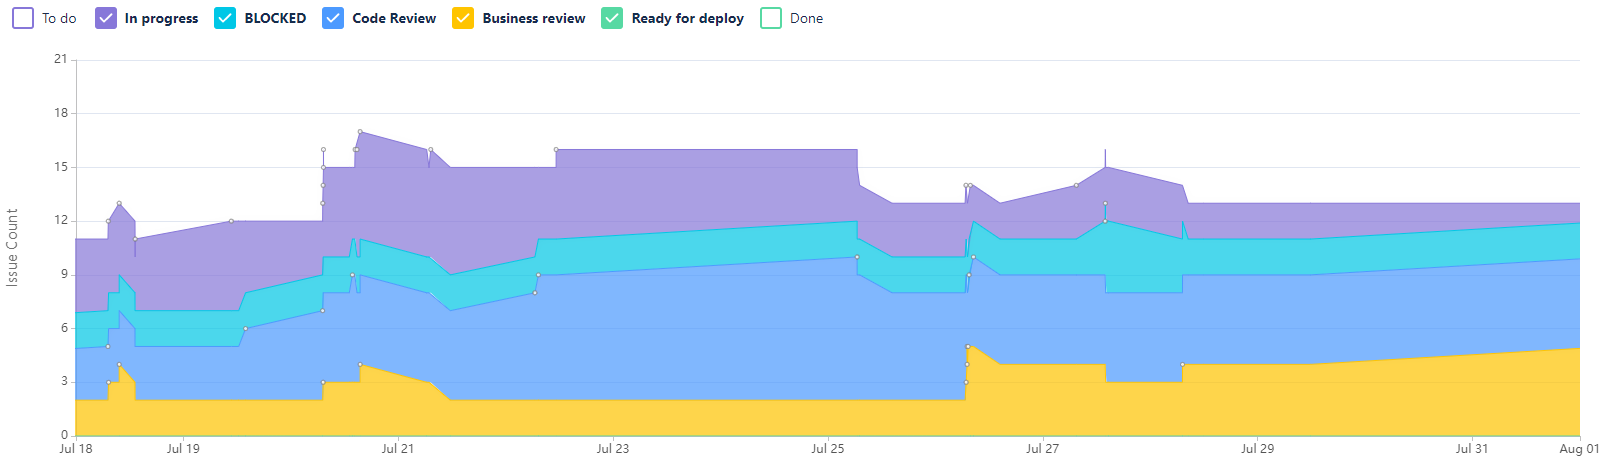 To do In progress BLOCKED Code Review Business review Ready for deploy Done
21
18
15
12
9
6
3
0
Issue Count
Jul 18 Jul 19 Jul 21 Jul 23 Jul 25 Jul 27 Jul 29 Jul 31 Aug 01